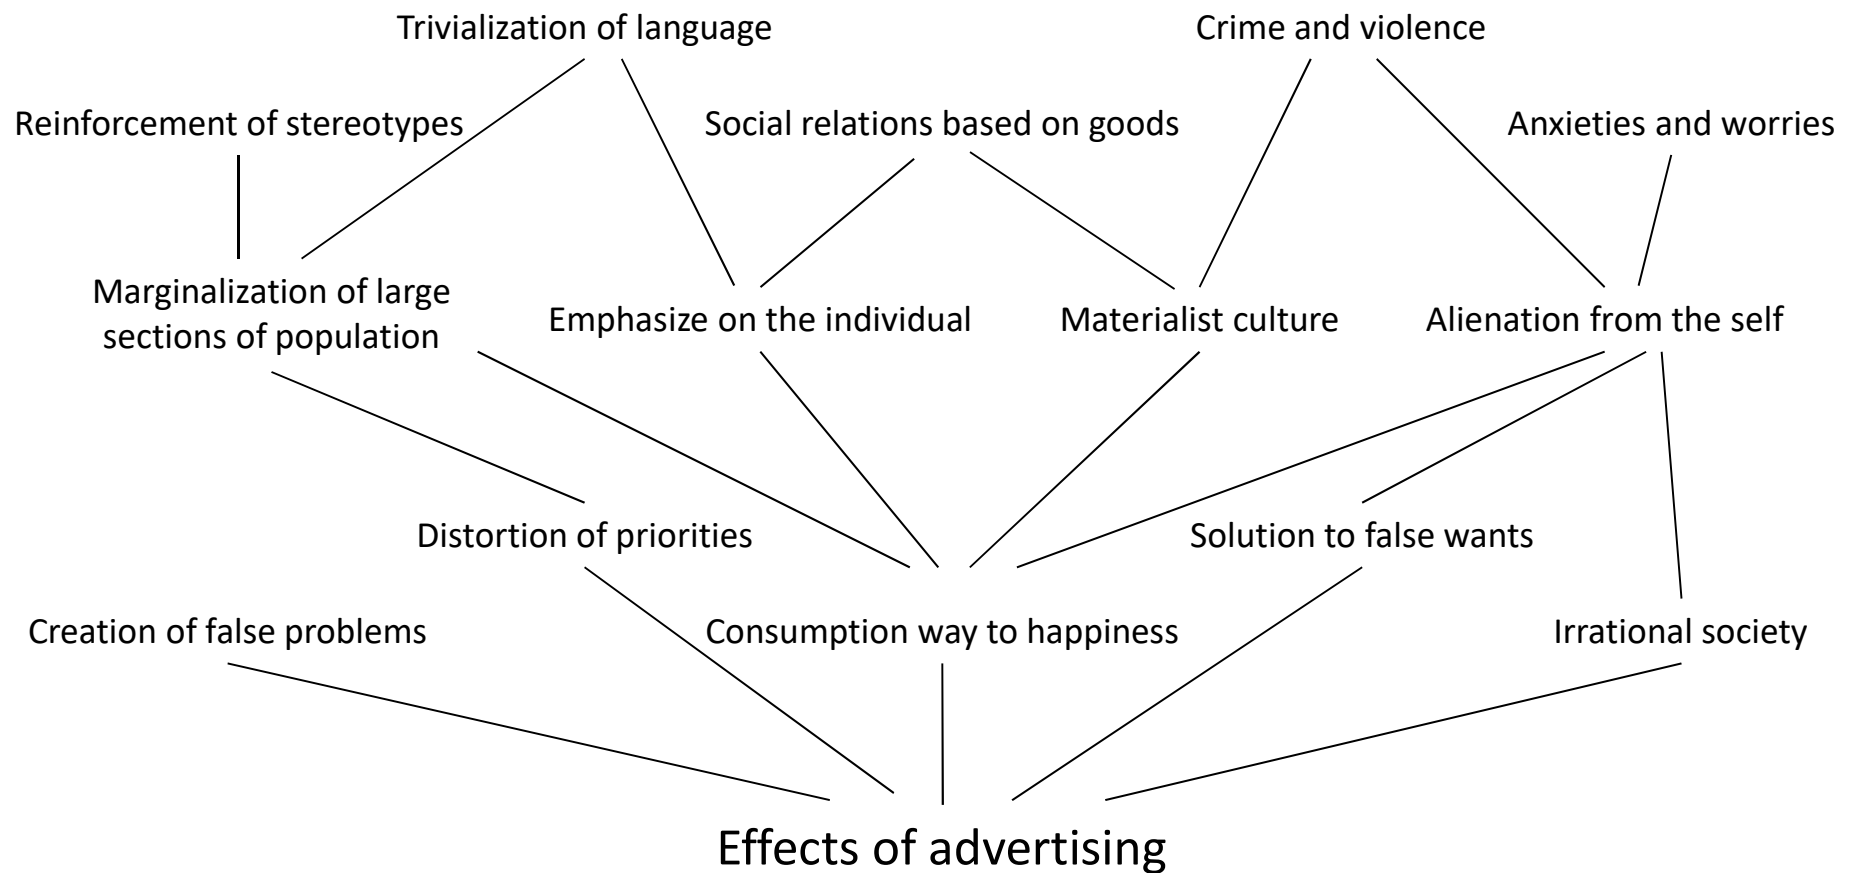 Trivialization of language
Crime and violence
Reinforcement of stereotypes
Social relations based on goods
Anxieties and worries
Marginalization of large
sections of population
Emphasize on the individual
Materialist culture
Alienation from the self
Distortion of priorities
Solution to false wants
Creation of false problems
Consumption way to happiness
Irrational society
Effects of advertising